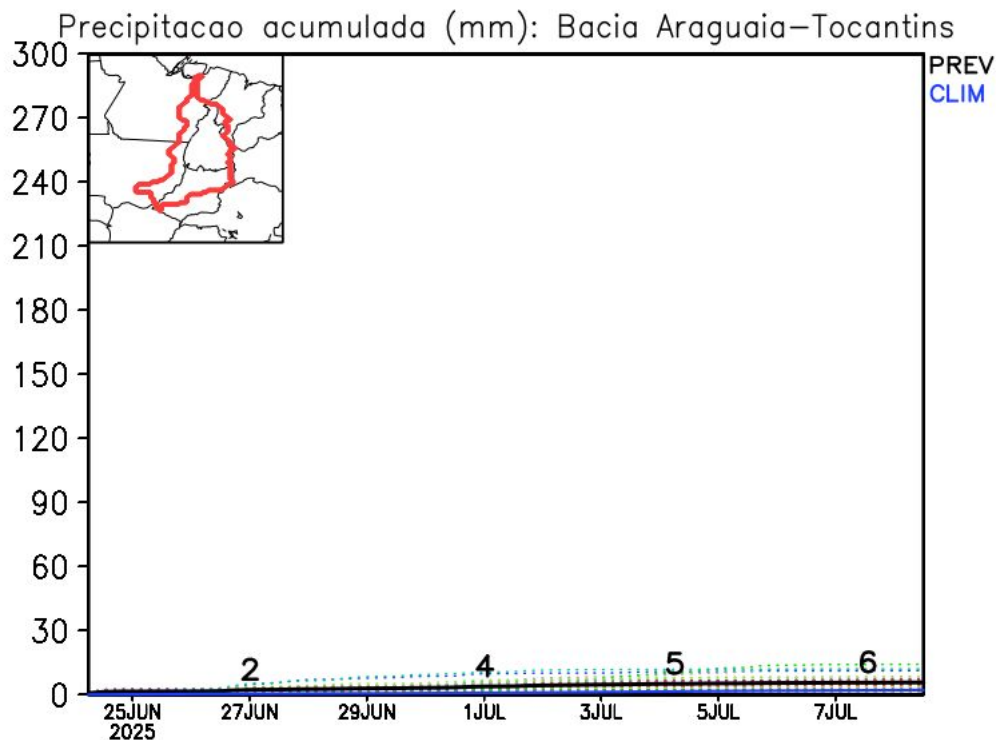 Precipitacao acumulada (mm): Bacia Araguaia-Tocantins
PREV
CLIM
300
270
240
210
180
150
120
90
60
30
0
2
4
5
6
25JUN
2025
27JUN
29JUN
1JUL
3JUL
5JUL
7JUL